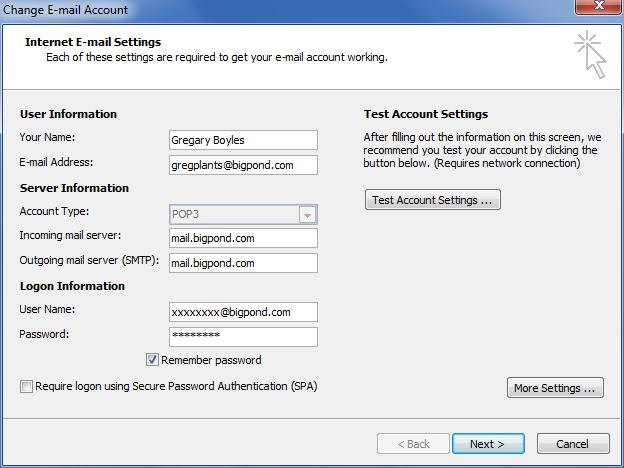 Change E-mail Account
Internet E-mail Settings
Each of these settings are required to get your e-mail account working.
User Information
Your Name: Gregary Boyles
E-mail Address: gregplants@bigpond.com
Server Information
Account Type: POP3
Incoming mail server: mail.bigpond.com
Outgoing mail server (SMTP): mail.bigpond.com
Logon Information
User Name: xxxxxxxx@bigpond.com
Password: ********
Remember password
Require logon using Secure Password Authentication (SPA)
Test Account Settings
After filling out the information on this screen, we
recommend you test your account by clicking the
button below. (Requires network connection)
Test Account Settings ...
More Settings ...
< Back
Next >
Cancel